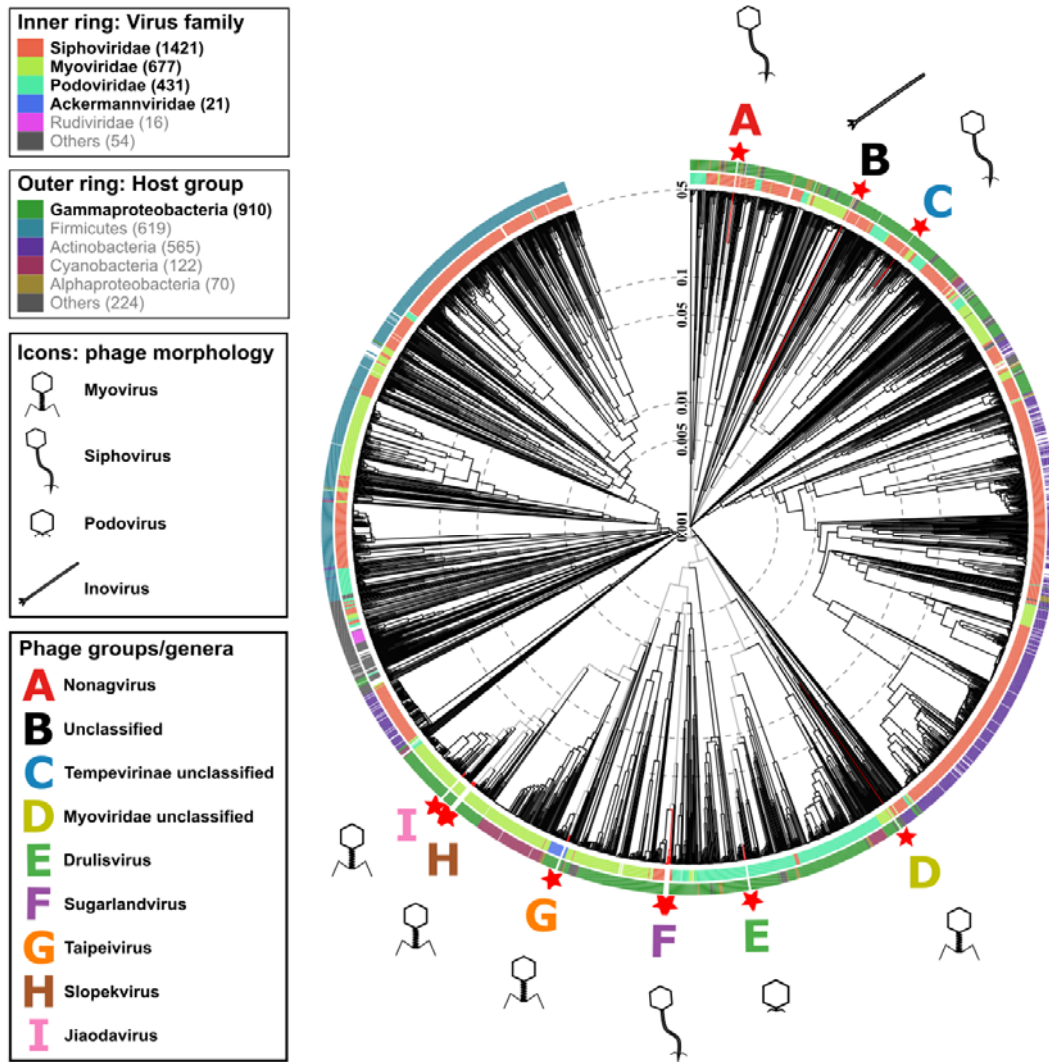 Inner ring: Virus family
Siphoviridae (1421)
Myoviridae (677)
Podoviridae (431)
Ackermannviridae (21)
Rudiviridae (16)
Others (54)
Outer ring: Host group
Gammaproteobacteria (910)
Firmicutes (619)
Actinobacteria (565)
Cyanobacteria (122)
Alphaproteobacteria (70)
Others (224)
Icons: phage morphology
Myovirus
Siphovirus
Podovirus
Inovirus
Phage groups/genera
A Nonagvirus
B Unclassified
C Tempevirinae unclassified
D Myoviridae unclassified
E Drulisvirus
F Sugarlandvirus
G Taipeivirus
H Slopekvirus
I Jiaodavirus
A
B
C
0.5
0.1
0.05
0.01
0.005
0.001
I
H
G
F
E
D